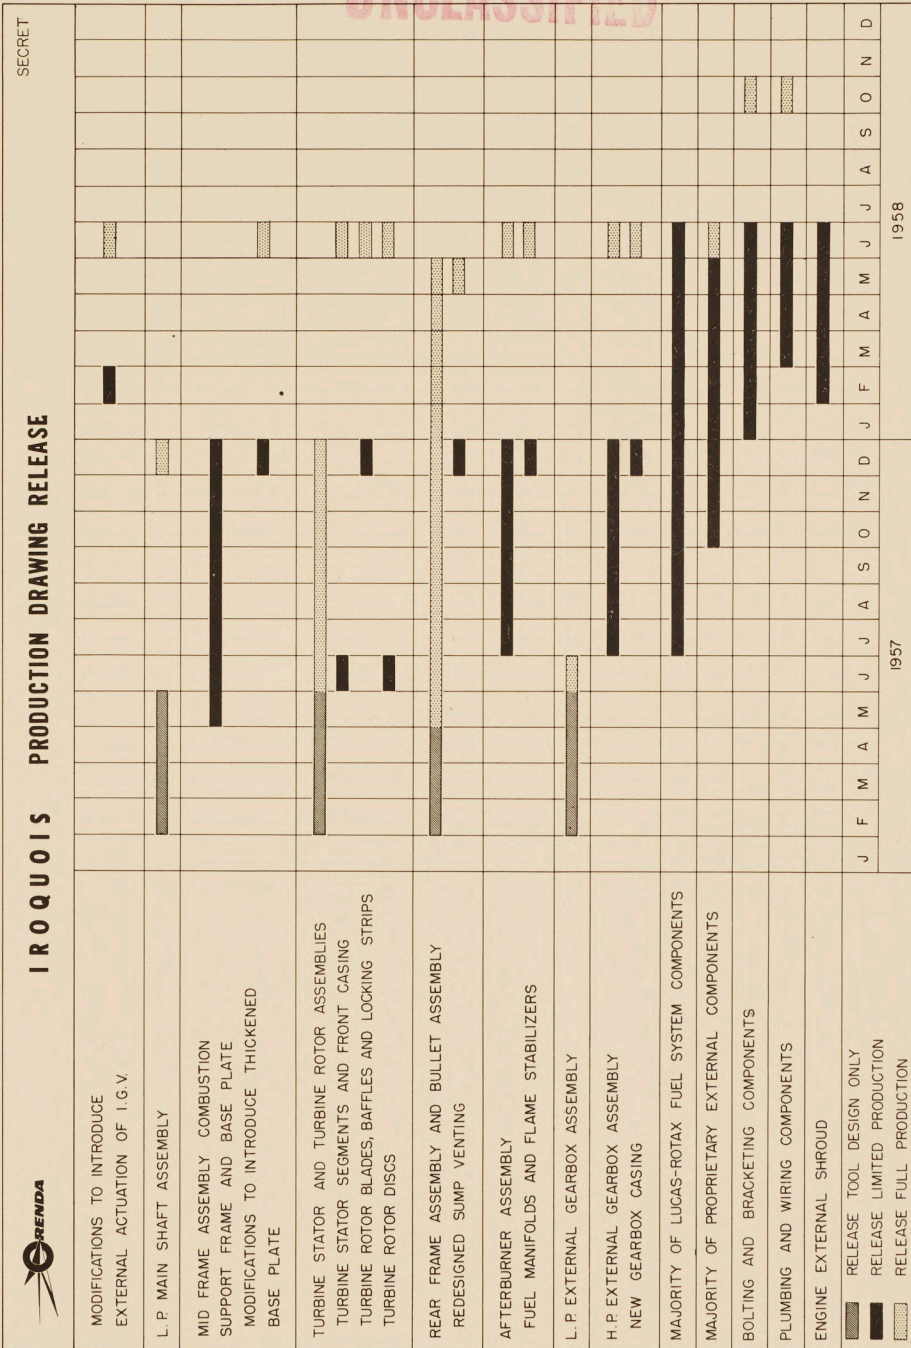 UNCLASSIFIED
SECRET
ORENDA
IROQUOIS PRODUCTION DRAWING RELEASE
MODIFICATIONS TO INTRODUCE
EXTERNAL ACTUATION OF I.G.V.
L.P. MAIN SHAFT ASSEMBLY
MID FRAME ASSEMBLY COMBUSTION
SUPPORT FRAME AND BASE PLATE
MODIFICATIONS TO INTRODUCE THICKENED
BASE PLATE
TURBINE STATOR AND TURBINE ROTOR ASSEMBLIES
TURBINE STATOR SEGMENTS AND FRONT CASING
TURBINE ROTOR BLADES, BAFFLES AND LOCKING STRIPS
TURBINE ROTOR DISCS
REAR FRAME ASSEMBLY AND BULLET ASSEMBLY
REDESIGNED SUMP VENTING
AFTERBURNER ASSEMBLY
FUEL MANIFOLDS AND FLAME STABILIZERS
L.P. EXTERNAL GEARBOX ASSEMBLY
H.P. EXTERNAL GEARBOX ASSEMBLY
NEW GEARBOX CASING
MAJORITY OF LUCAS-ROTAX FUEL SYSTEM COMPONENTS
MAJORITY OF PROPRIETARY EXTERNAL COMPONENTS
BOLTING AND BRACKETING COMPONENTS
PLUMBING AND WIRING COMPONENTS
ENGINE EXTERNAL SHROUD
RELEASE TOOL DESIGN ONLY
RELEASE LIMITED PRODUCTION
RELEASE FULL PRODUCTION
J F M A M J J A S O N D J F M A M J J A S O N D
1957 1958